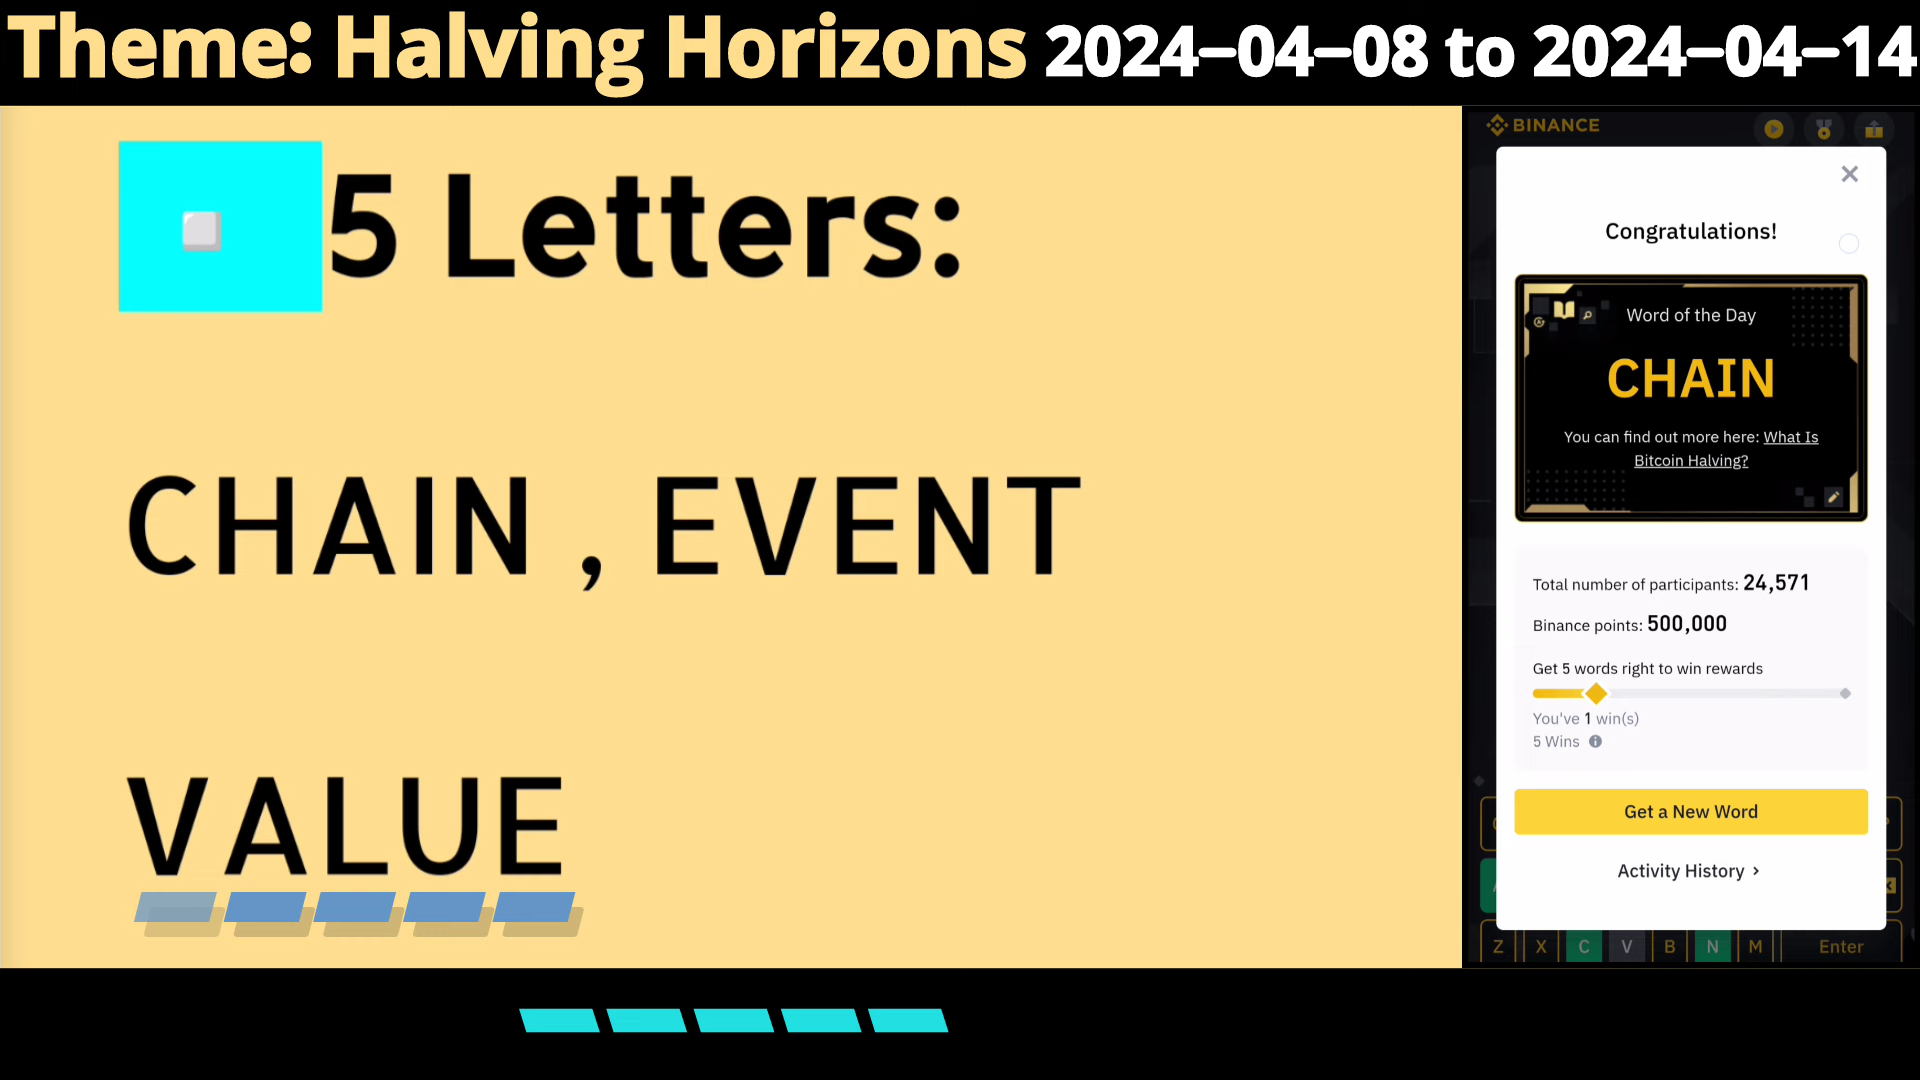 Theme: Halving Horizons 2024-04-08 to 2024-04-14
5 Letters:
CHAIN , EVENT
VALUE
BINANCE
Congratulations!
Word of the Day
CHAIN
You can find out more here: What Is
Bitcoin Halving?
Total number of participants: 24,571
Binance points: 500,000
Get 5 words right to win rewards
You've 1 win(s)
5 Wins
Get a New Word
Activity History >
Z X C V B N M Enter